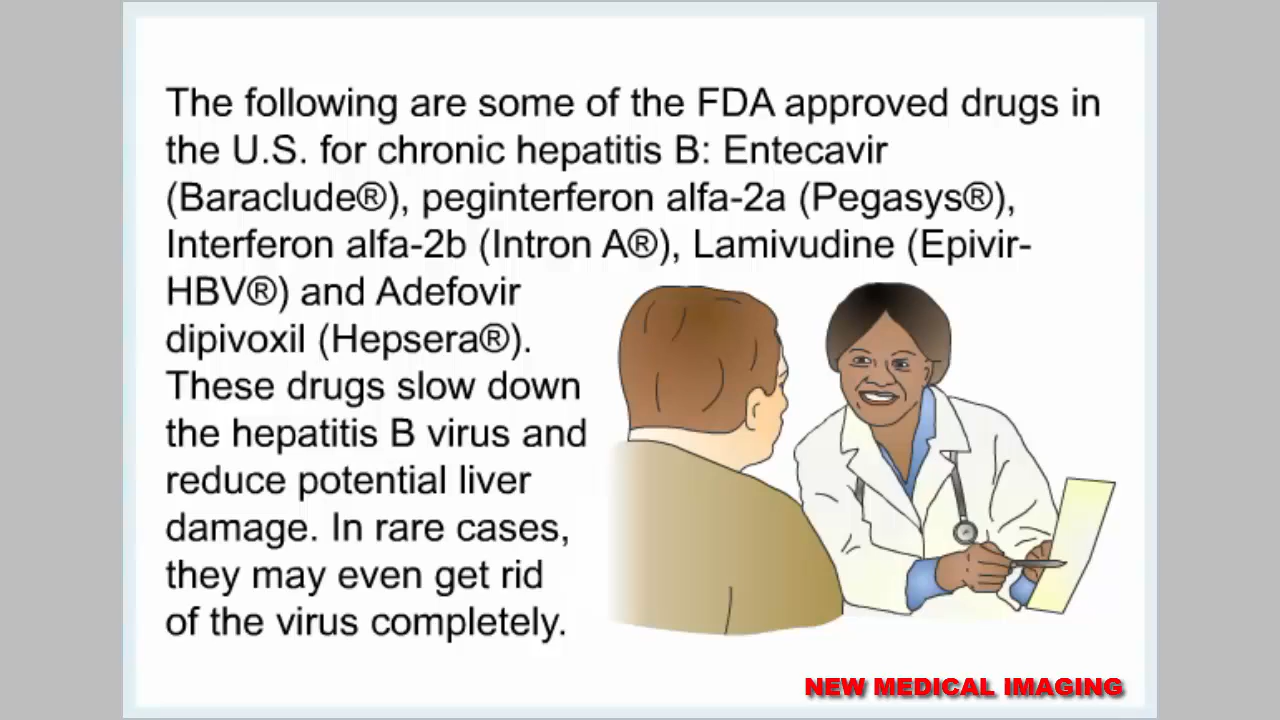 The following are some of the FDA approved drugs in
the U.S. for chronic hepatitis B: Entecavir
(Baraclude®), peginterferon alfa-2a (Pegasys®),
Interferon alfa-2b (Intron A®), Lamivudine (Epivir-
HBV®) and Adefovir
dipivoxil (Hepsera®).
These drugs slow down
the hepatitis B virus and
reduce potential liver
damage. In rare cases,
they may even get rid
of the virus completely.
NEW MEDICAL IMAGING